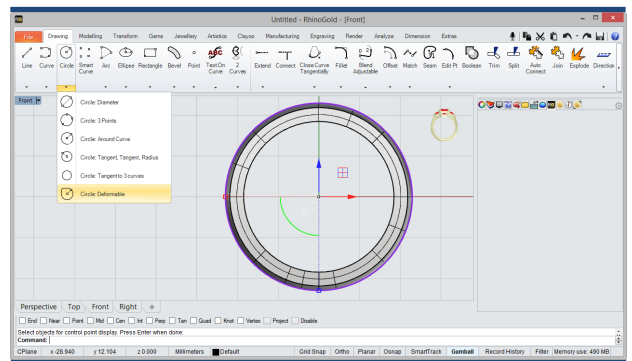 Untitled - RhinoGold - [Front]
File Drawing Modelling Transform Gems Jewellery Artistics Clayoo Manufacturing Engraving Render Analyze Dimension Extras
Line Curve Circle Smart Curve Arc Ellipse Rectangle Bevel Point Text On Curve 2 Curves Extend Connect Close Curve Tangentially Fillet Blend Adjustable Offset Match Seam Edit Pt Boolean Trim Split Auto Connect Join Explode Direction
Front
Circle: Diameter
Circle: 3 Points
Circle: Around Curve
Circle: Tangent, Tangent, Radius
Circle: Tangent to 3 curves
Circle: Deformable
Perspective Top Front Right
End Near Point Mid Cen Int Perp Tan Quad Knot Vertex Project Disable
Select objects for control point display. Press Enter when done:
Command:
CPlane x -28.940 y 12.104 z 0.000 Millimeters Default Grid Snap Ortho Planar Osnap SmartTrack Gumball Record History Filter Memory use: 490 MB